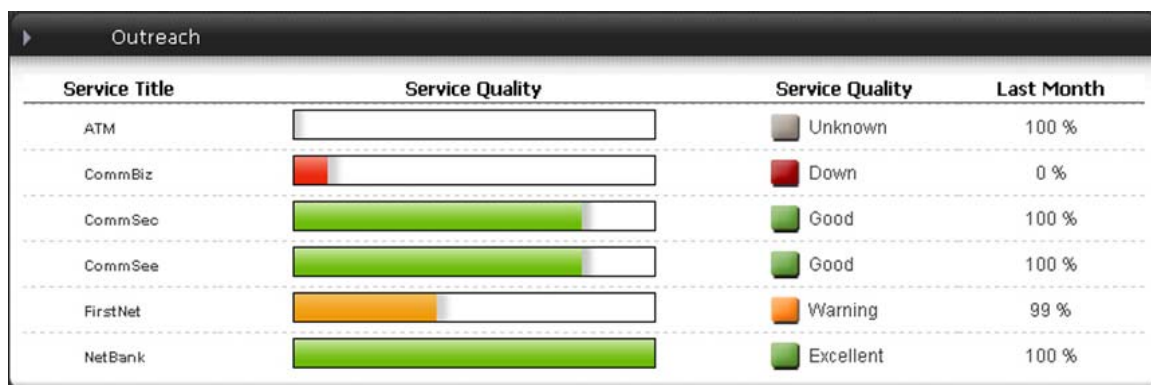 Outreach
Service Title Service Quality Service Quality Last Month
ATM Unknown 100 %
CommBiz Down 0 %
CommSec Good 100 %
CommSee Good 100 %
FirstNet Warning 99 %
NetBank Excellent 100 %